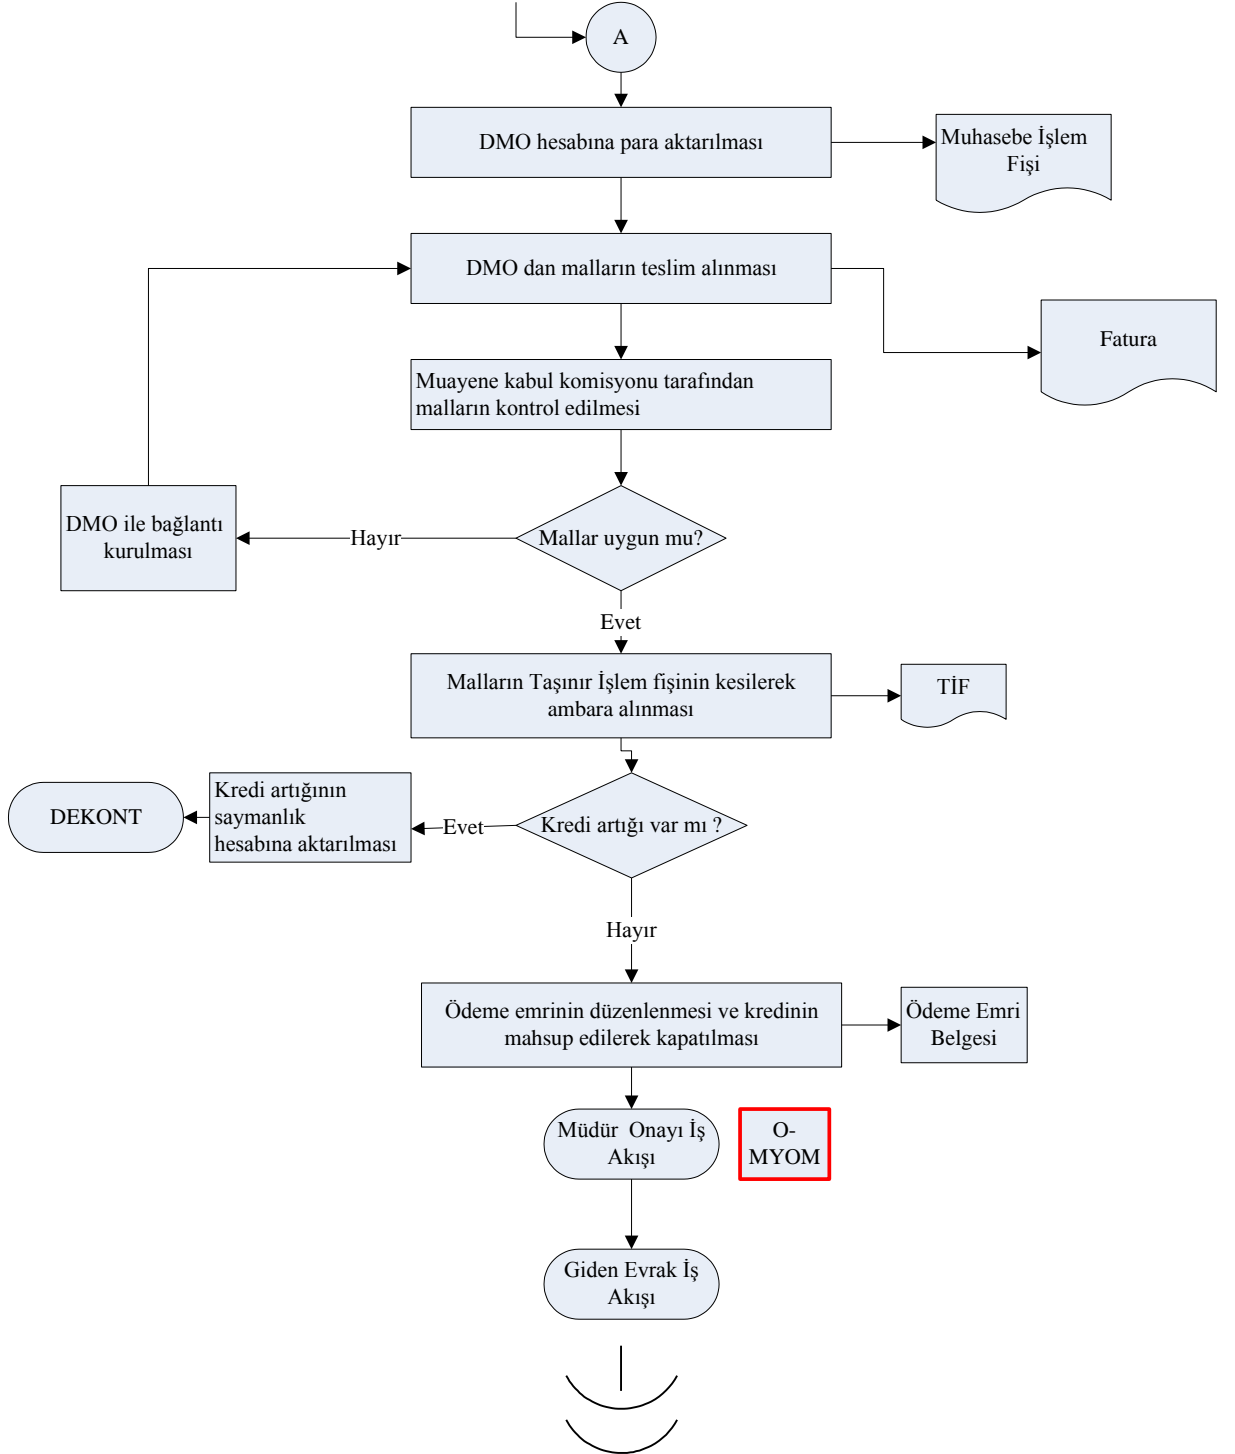 A
DMO hesabına para aktarılması
Muhasebe İşlem
Fişi
DMO dan malların teslim alınması
Fatura
Muayene kabul komisyonu tarafından
malların kontrol edilmesi
DMO ile bağlantı
kurulması
Hayır
Mallar uygun mu?
Evet
Malların Taşınır İşlem fişinin kesilerek
ambara alınması
TİF
DEKONT
Kredi artığının
saymanlık
hesabına aktarılması
Evet
Kredi artığı var mı ?
Hayır
Ödeme emrinin düzenlenmesi ve kredinin
mahsup edilerek kapatılması
Ödeme Emri
Belgesi
Müdür Onayı İş
Akışı
O-
MYOM
Giden Evrak İş
Akışı